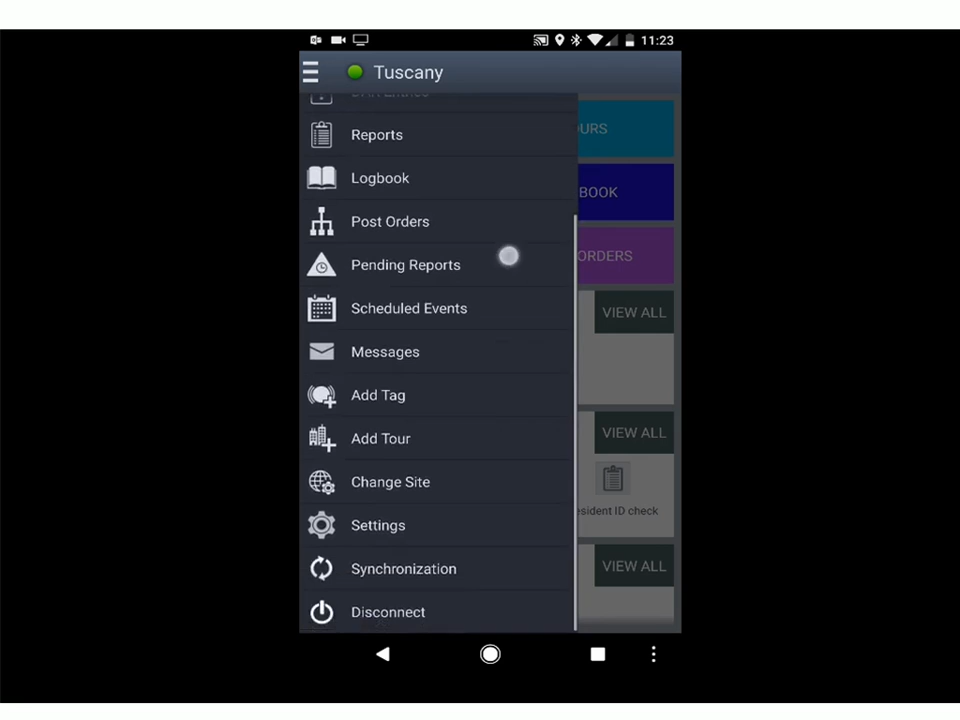 11:23
Tuscany
Reports
Logbook
Post Orders
Pending Reports
Scheduled Events
Messages
Add Tag
Add Tour
Change Site
Settings
Synchronization
Disconnect
OURS
BOOK
ORDERS
VIEW ALL
VIEW ALL
esident ID check
VIEW ALL